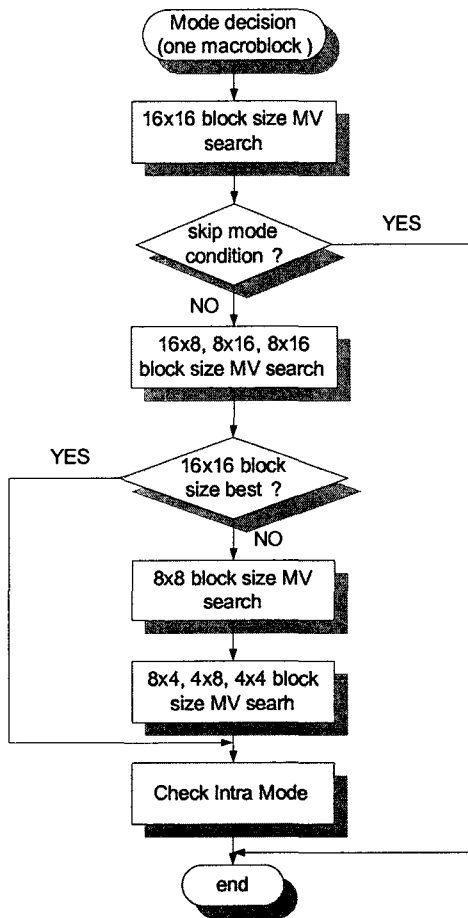 Mode decision
(one macroblock )
16x16 block size MV
search
skip mode
condition ?
YES
NO
16x8, 8x16, 8x16
block size MV search
YES
16x16 block
size best ?
NO
8x8 block size MV
search
8x4, 4x8, 4x4 block
size MV searh
Check Intra Mode
end